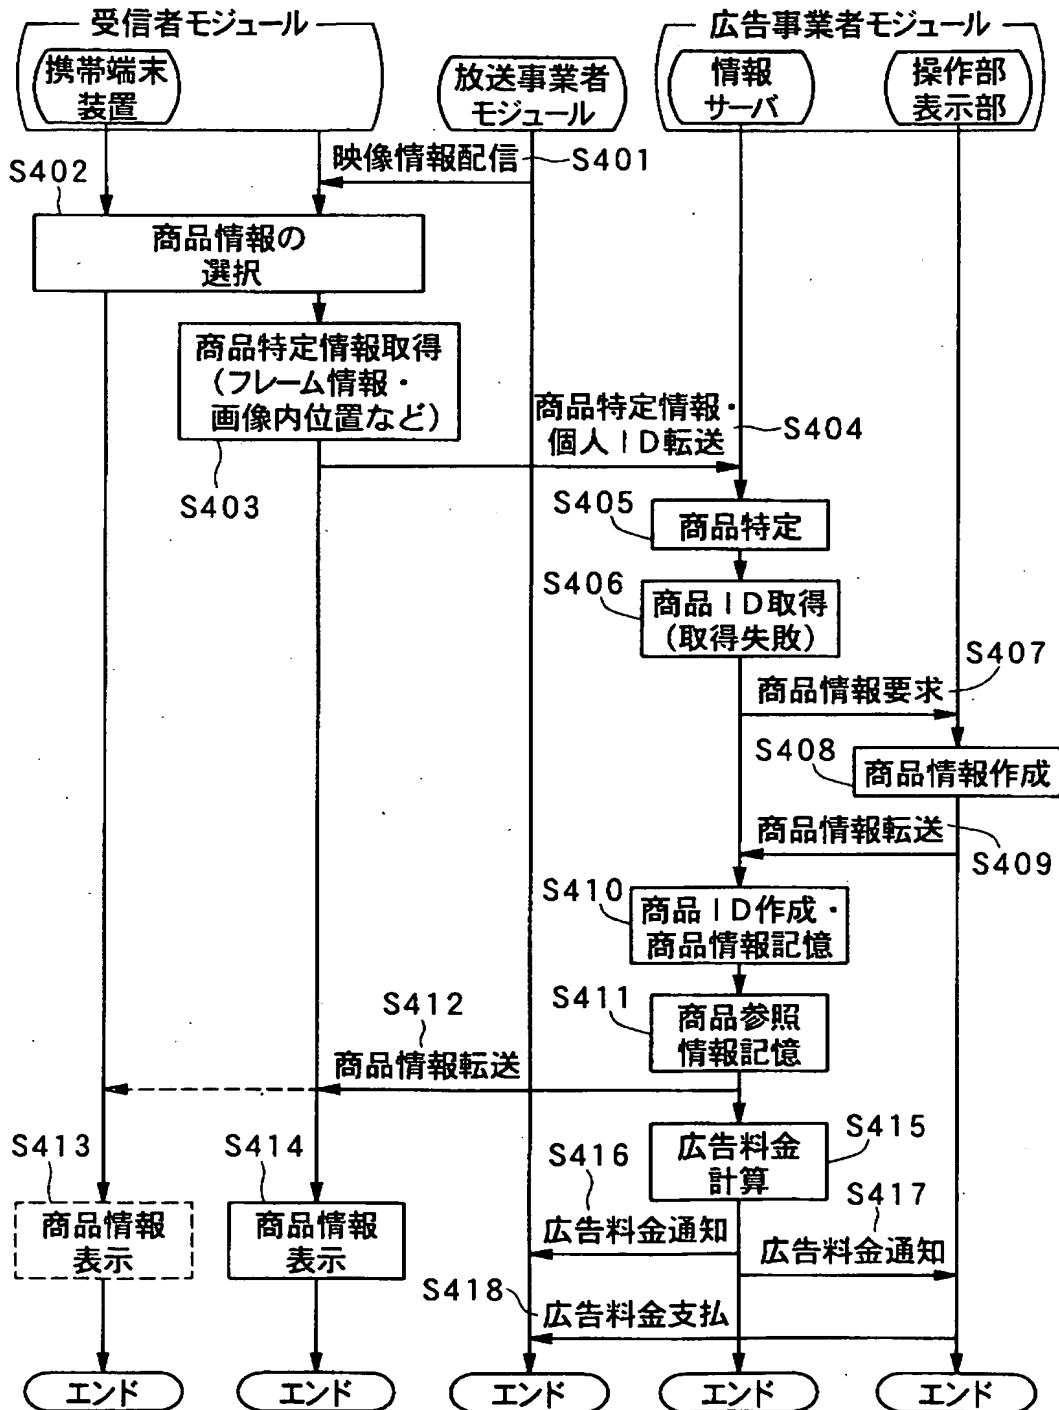 受信者モジュール
広告事業者モジュール
携帯端末
装置
放送事業者
モジュール
情報
サーバ
操作部
表示部
映像情報配信
S401
S402
商品情報の
選択
商品特定情報取得
(フレーム情報・
画像内位置など)
S403
商品特定情報・
個人ID転送
S404
S405
商品特定
S406
商品ID取得
(取得失敗)
S407
商品情報要求
S408
商品情報作成
商品情報転送
S409
S410
商品ID作成・
商品情報記憶
S411
商品参照
情報記憶
S412
商品情報転送
S413
商品情報
表示
S414
商品情報
表示
S415
広告料金
計算
S416
広告料金通知
S417
広告料金通知
S418
広告料金支払
エンド
エンド
エンド
エンド
エンド